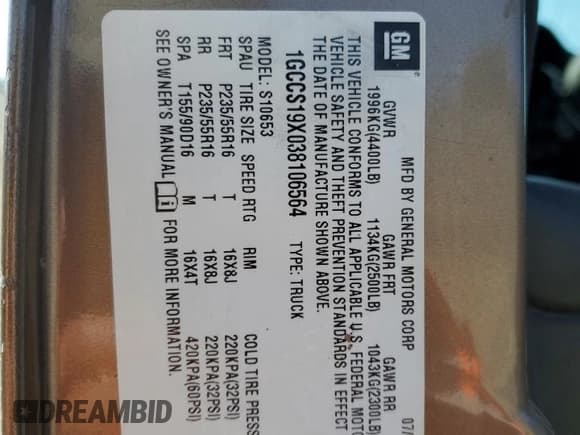 GM
MFD BY GENERAL MOTORS CORP 07/
GVWR GAWR FRT GAWR RR
1996KG(4400LB) 1134KG(2500LB) 1043KG(2300LB)
THIS VEHICLE CONFORMS TO ALL APPLICABLE U.S. FEDERAL MOTO
VEHICLE SAFETY AND THEFT PREVENTION STANDARDS IN EFFECT
THE DATE OF MANUFACTURE SHOWN ABOVE.
1GCCS19X038106564 TYPE: TRUCK
MODEL: S10653
SPAU TIRE SIZE SPEED RTG RIM COLD TIRE PRESS
FRT P235/55R16 T 16X8J 220KPA(32PSI)
RR P235/55R16 T 16X8J 220KPA(32PSI)
SPA T155/90D16 M 16X4T 420KPA(60PSI)
SEE OWNER'S MANUAL i FOR MORE INFORMATION.
DREAMBID